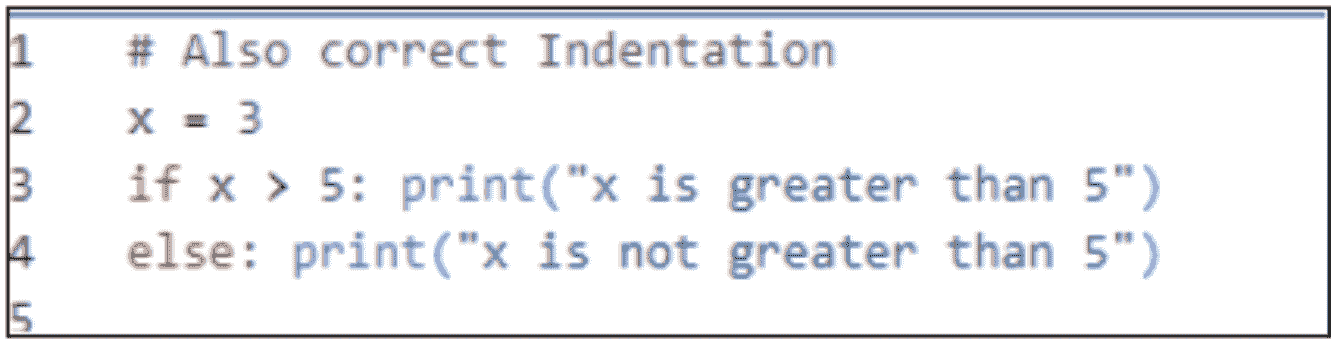 1 # Also correct Indentation
2 x = 3
3 if x > 5: print("x is greater than 5")
4 else: print("x is not greater than 5")
5